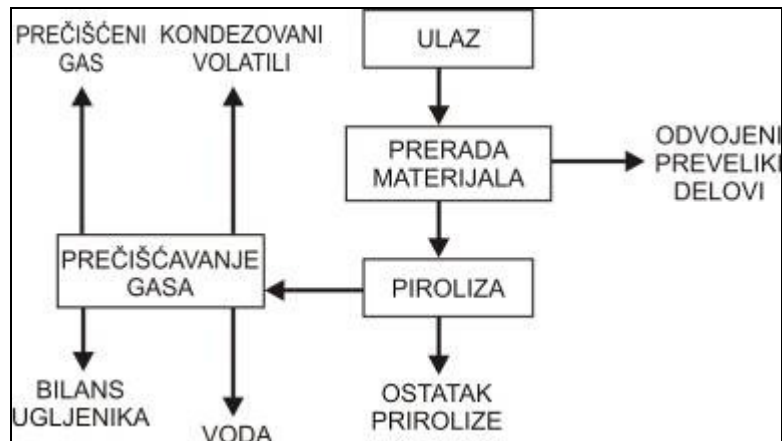 PREČIŠĆENI
GAS
KONDEZOVANI
VOLATILI
ULAZ
PRERADA
MATERIJALA
ODVOJENI
PREVELIKI
DELOVI
PREČIŠĆAVANJE
GASA
PIROLIZA
BILANS
UGLJENIKA
VODA
OSTATAK
PRIROLIZE